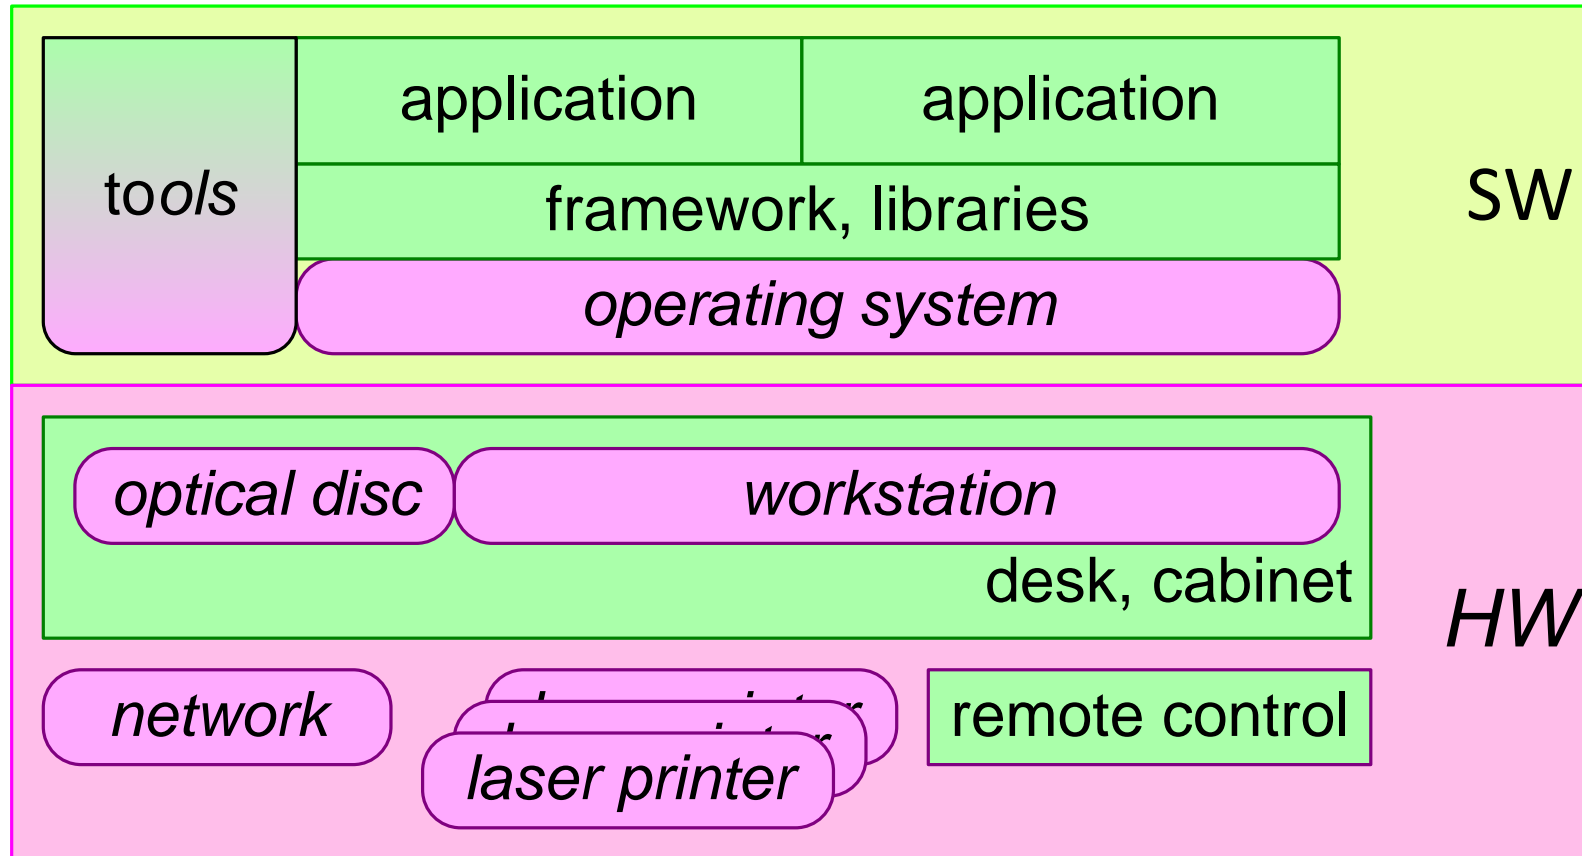 application
application
tools
framework, libraries
SW
operating system
optical disc
workstation
desk, cabinet
HW
network
laser printer
remote control